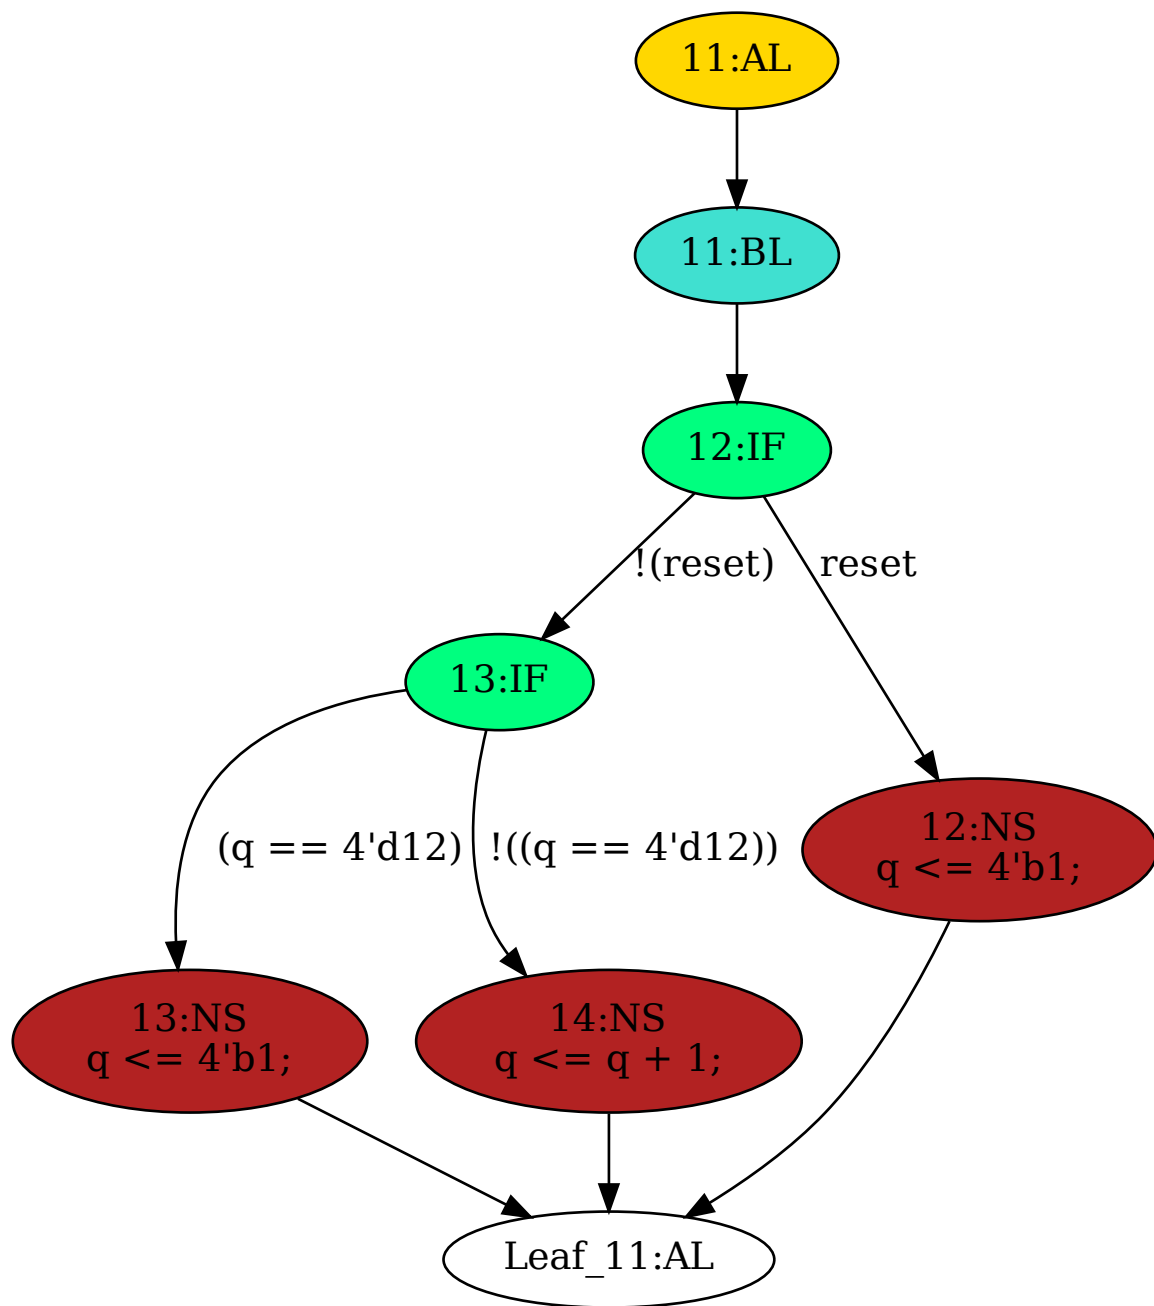 11:AL
11:BL
12:IF
!(reset)
reset
13:IF
(q == 4'd12)
!((q == 4'd12))
12:NS
q <= 4'b1;
13:NS
q <= 4'b1;
14:NS
q <= q + 1;
Leaf_11:AL